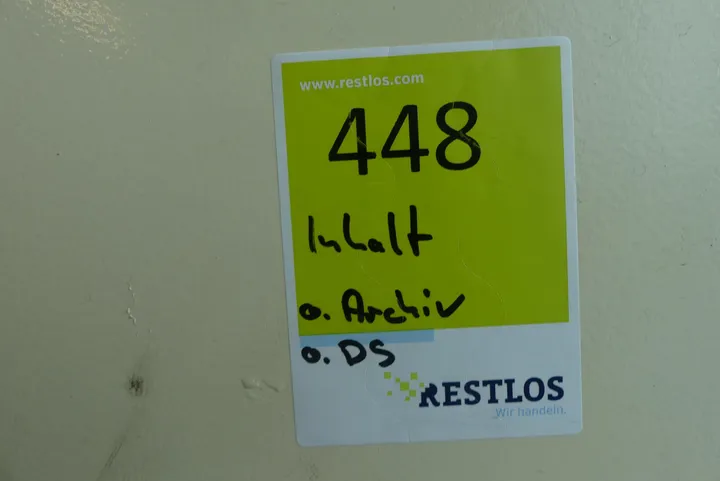 www.restlos.com
448
Inhalt
o. Archiv
o. DS
RESTLOS
Wir handeln.